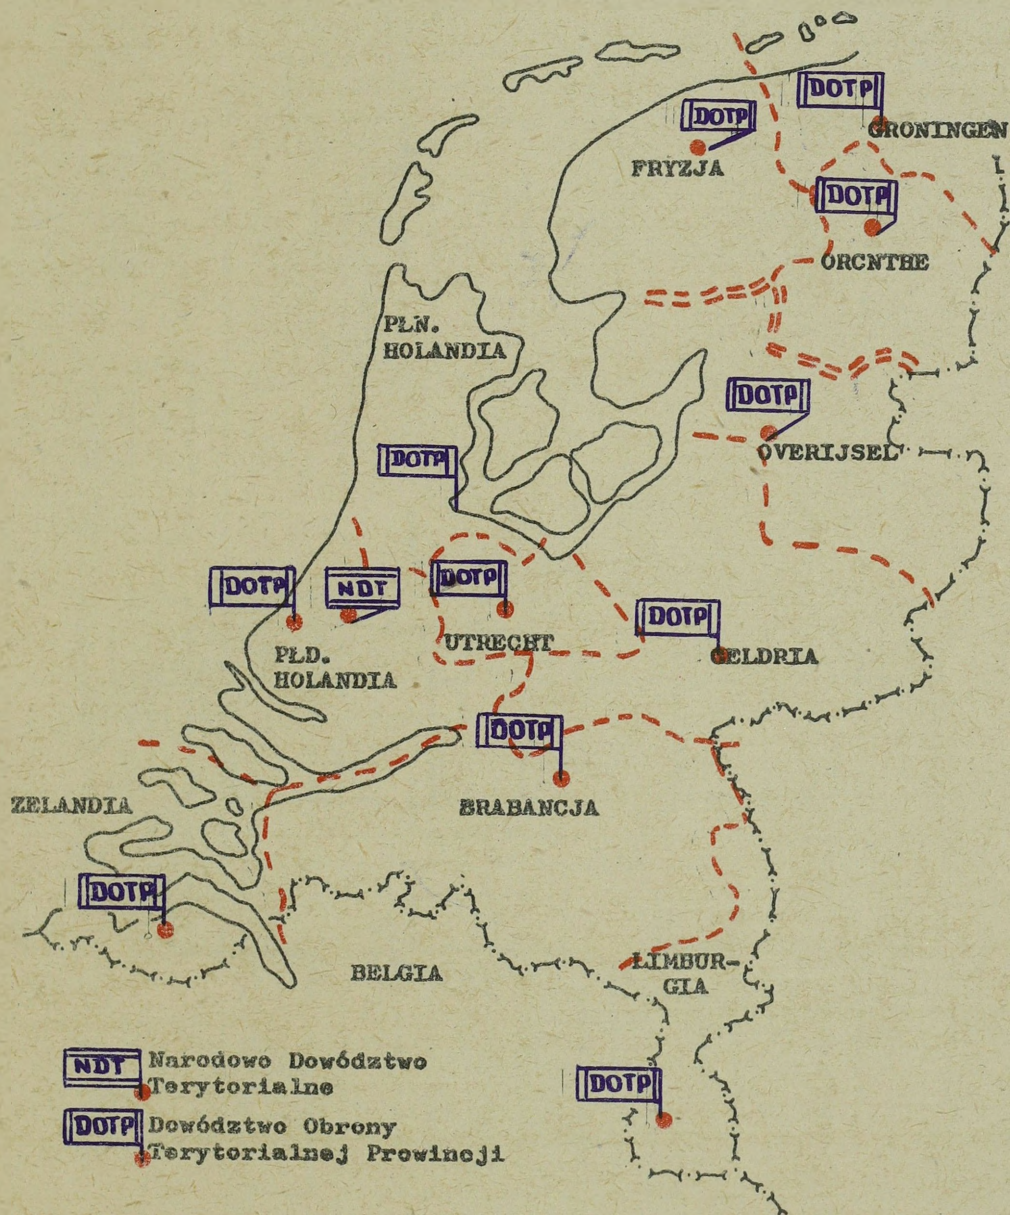 DOTP
GRONINGEN
DOTP
FRYZJA
DOTP
ORCNTHE
PŁN.
HOLANDIA
DOTP
OVERIJSEL
DOTP
DOTP
NDT
DOTP
UTRECHT
DOTP
GELDRIA
PŁD.
HOLANDIA
DOTP
BRABANCJA
ZELANDIA
DOTP
BELGIA
LIMBUR-
GIA
DOTP
NDT Narodowo Dowództwo
Terytorialne
DOTP Dowództwo Obrony
Terytorialnej Prowincji